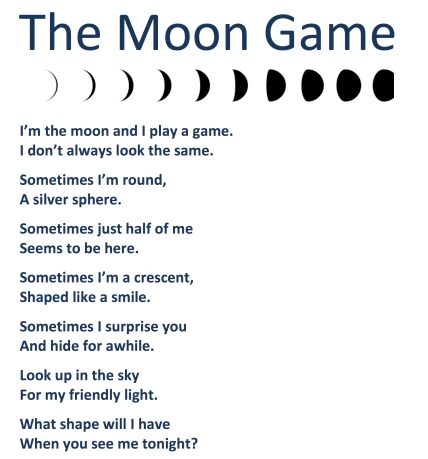 The Moon Game
I'm the moon and I play a game.
I don't always look the same.
Sometimes I'm round,
A silver sphere.
Sometimes just half of me
Seems to be here.
Sometimes I'm a crescent,
Shaped like a smile.
Sometimes I surprise you
And hide for awhile.
Look up in the sky
For my friendly light.
What shape will I have
When you see me tonight?